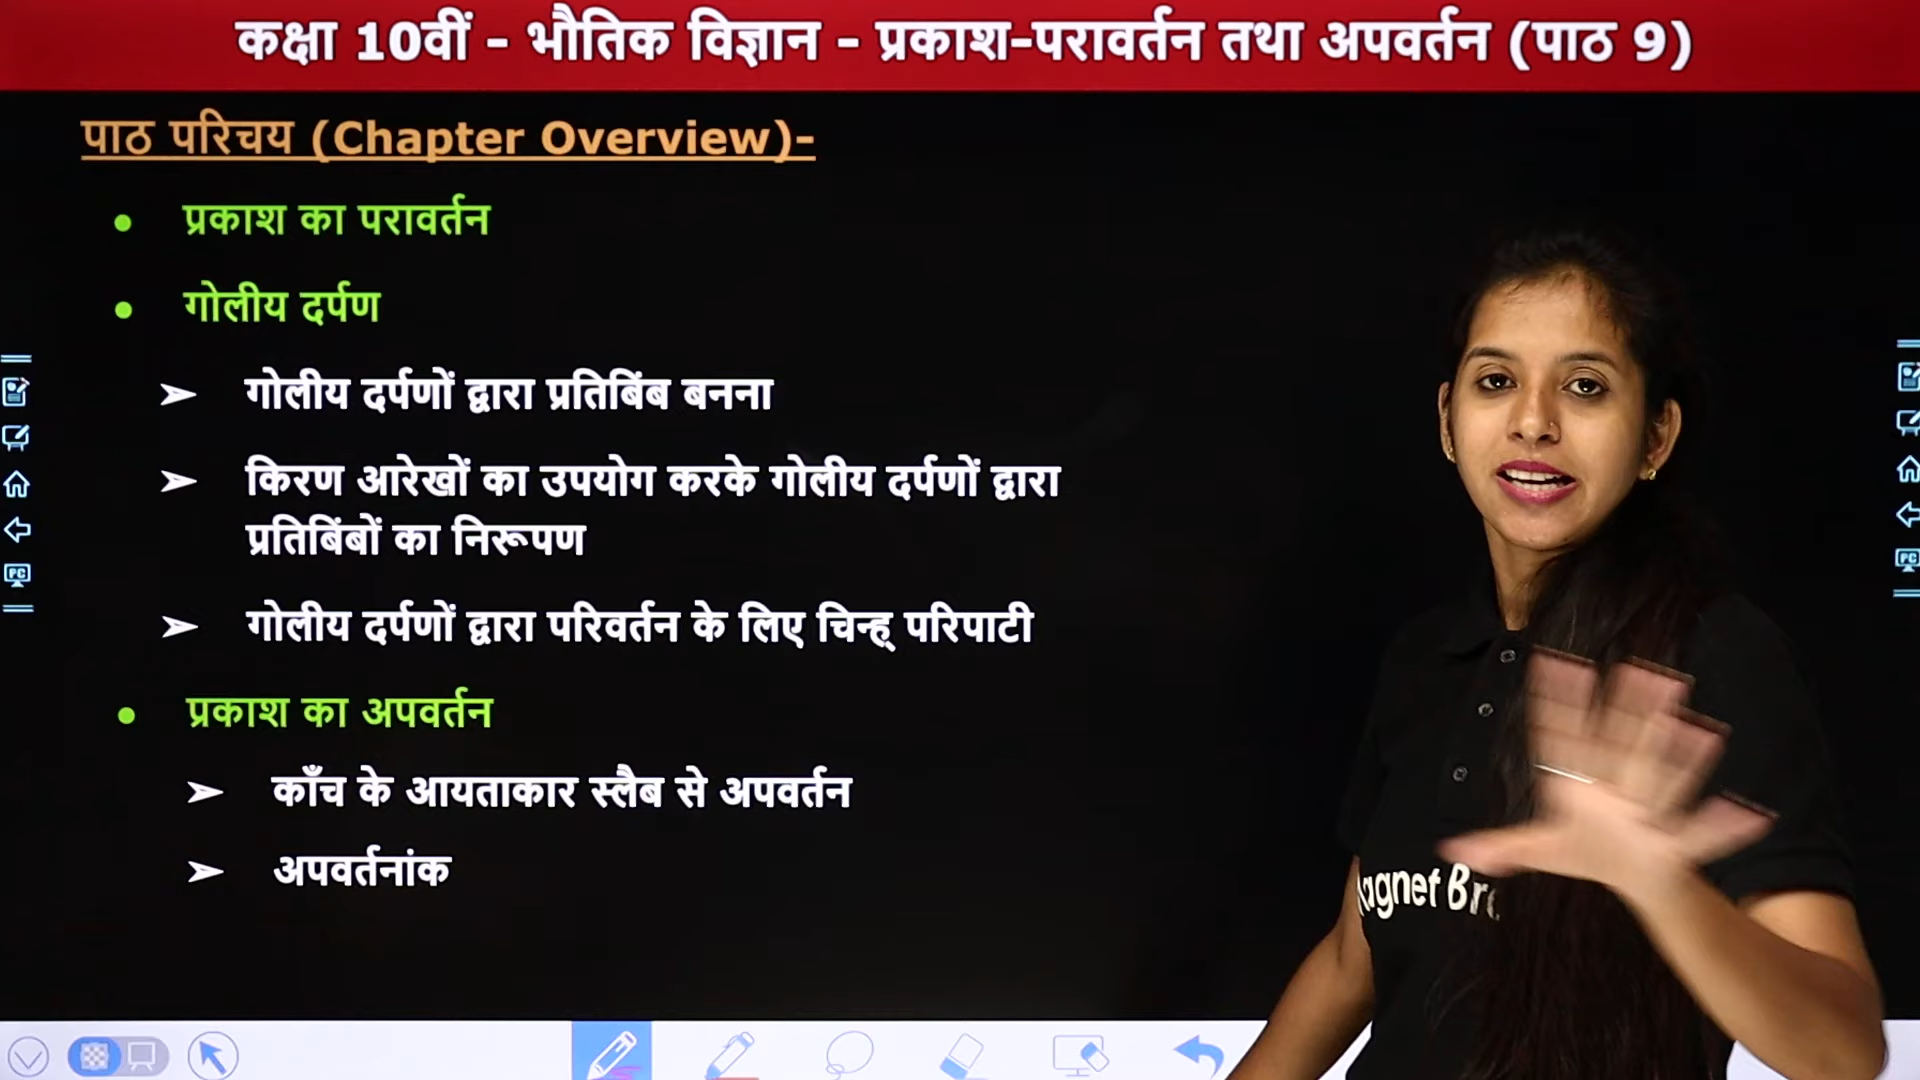 कक्षा 10वीं - भौतिक विज्ञान - प्रकाश-परावर्तन तथा अपवर्तन (पाठ 9)
पाठ परिचय (Chapter Overview)-
• प्रकाश का परावर्तन
• गोलीय दर्पण
➢ गोलीय दर्पणों द्वारा प्रतिबिंब बनना
➢ किरण आरेखों का उपयोग करके गोलीय दर्पणों द्वारा
प्रतिबिंबों का निरूपण
➢ गोलीय दर्पणों द्वारा परिवर्तन के लिए चिन्ह् परिपाटी
• प्रकाश का अपवर्तन
➢ काँच के आयताकार स्लैब से अपवर्तन
➢ अपवर्तनांक
PC
PC